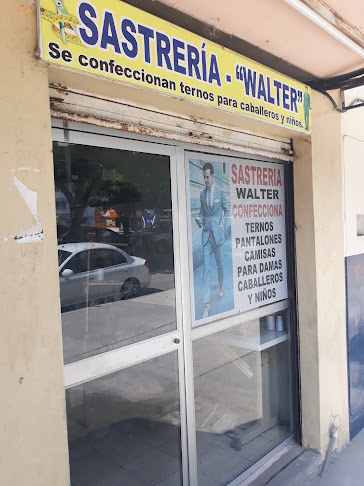 SASTRERÍA - "WALTER"
Se confeccionan ternos para caballeros y niños.
SASTRERIA
WALTER
CONFECCIONA
TERNOS
PANTALONES
CAMISAS
PARA DAMAS
CABALLEROS
Y NIÑOS